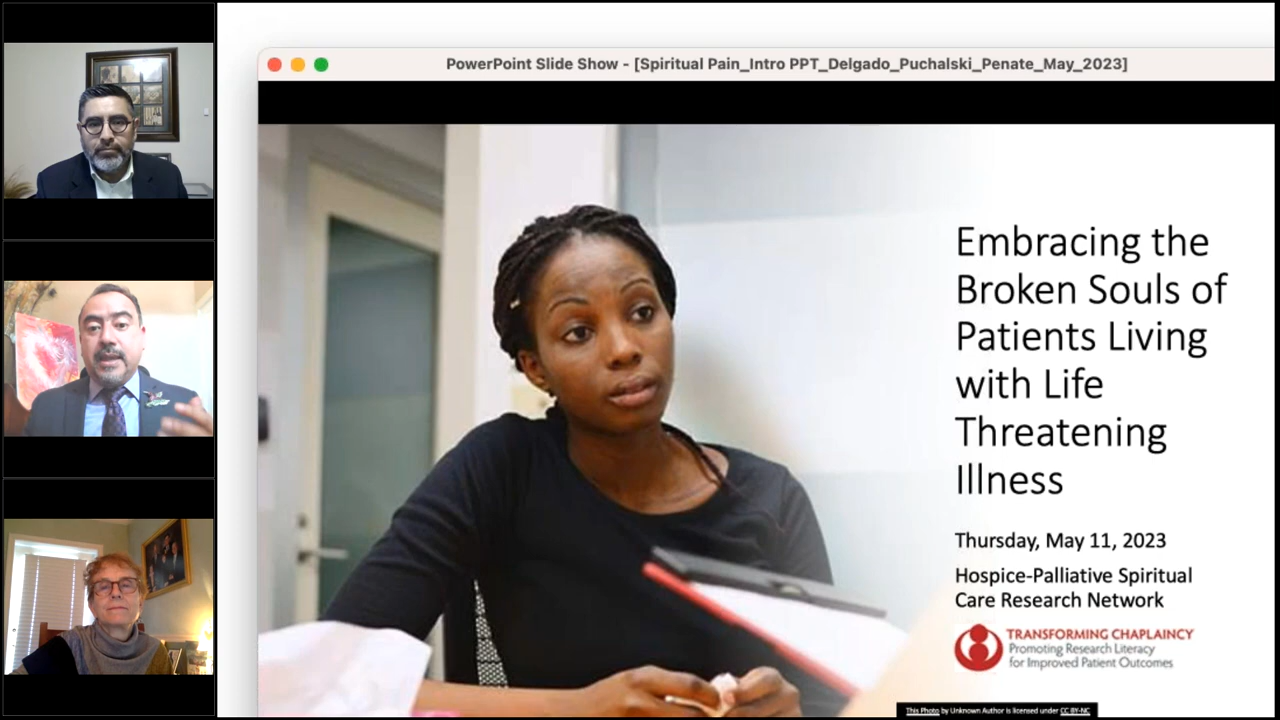 PowerPoint Slide Show - [Spiritual Pain_Intro PPT_Delgado_Puchalski_Penate_May_2023]
Embracing the
Broken Souls of
Patients Living
with Life
Threatening
Illness
Thursday, May 11, 2023
Hospice-Palliative Spiritual
Care Research Network
TRANSFORMING CHAPLAINCY
Promoting Research Literacy
for Improved Patient Outcomes
This Photo by Unknown Author is licensed under CC BY-NC